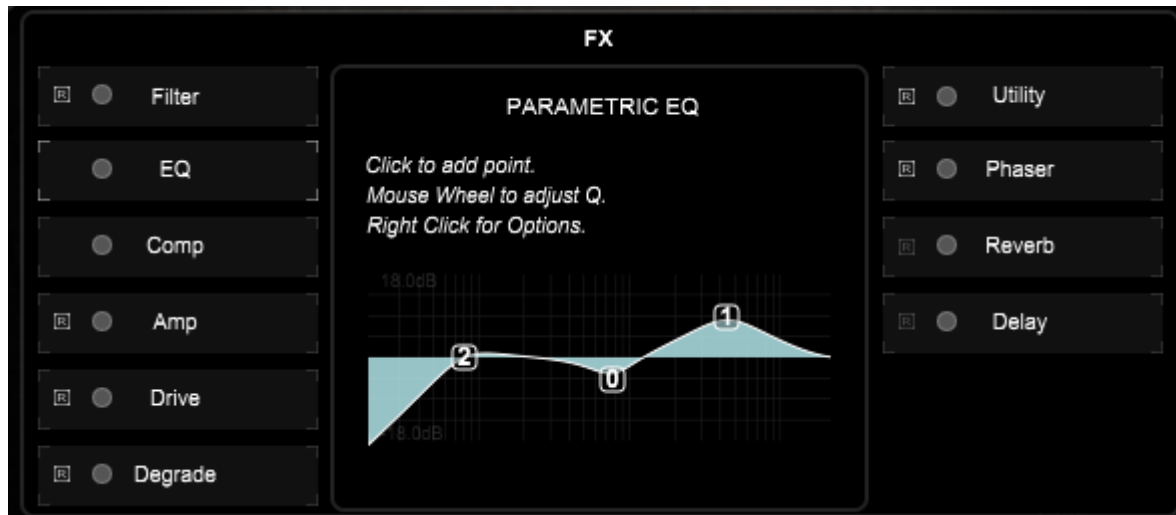 FX
R Filter
EQ
Comp
R Amp
R Drive
R Degrade
PARAMETRIC EQ
Click to add point.
Mouse Wheel to adjust Q.
Right Click for Options.
18.0dB
1
2
0
-18.0dB
R Utility
R Phaser
R Reverb
R Delay